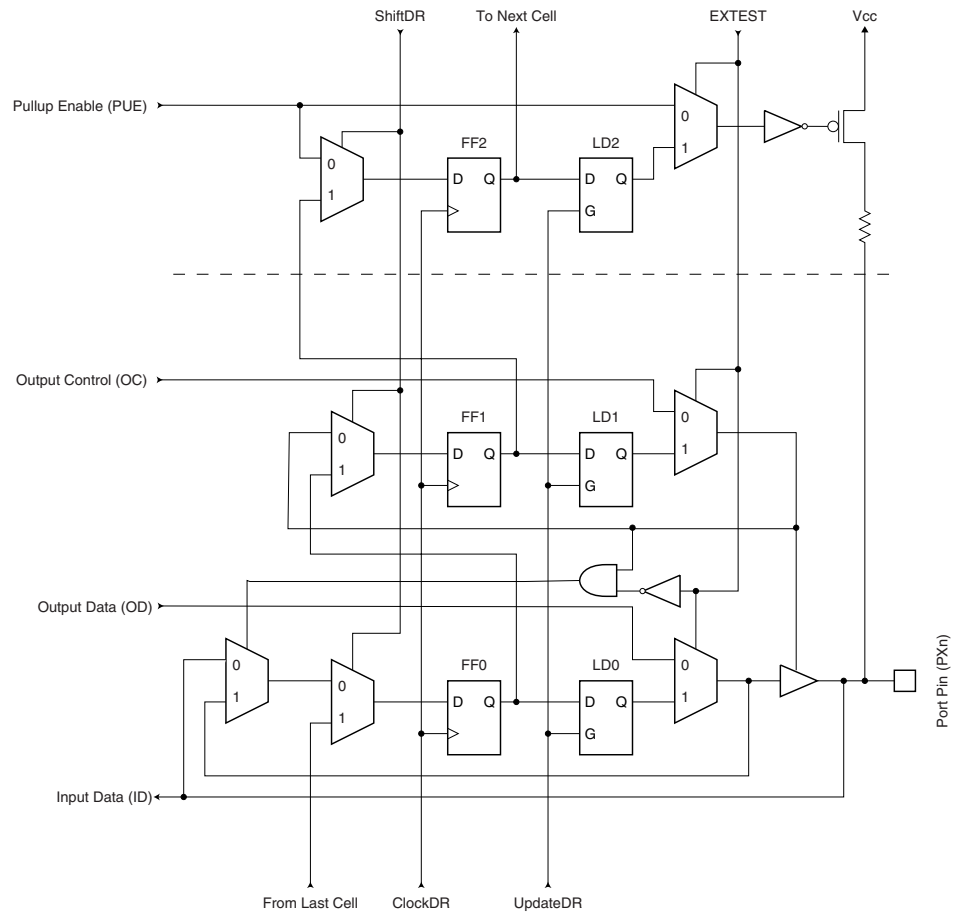 ShiftDR
To Next Cell
EXTEST
Vcc
Pullup Enable (PUE)
0
1
FF2
D Q
LD2
D Q
G
0
1
Output Control (OC)
0
1
FF1
D Q
LD1
D Q
G
0
1
Output Data (OD)
0
1
0
1
FF0
D Q
LD0
D Q
G
0
1
Port Pin (PXn)
Input Data (ID)
From Last Cell
ClockDR
UpdateDR